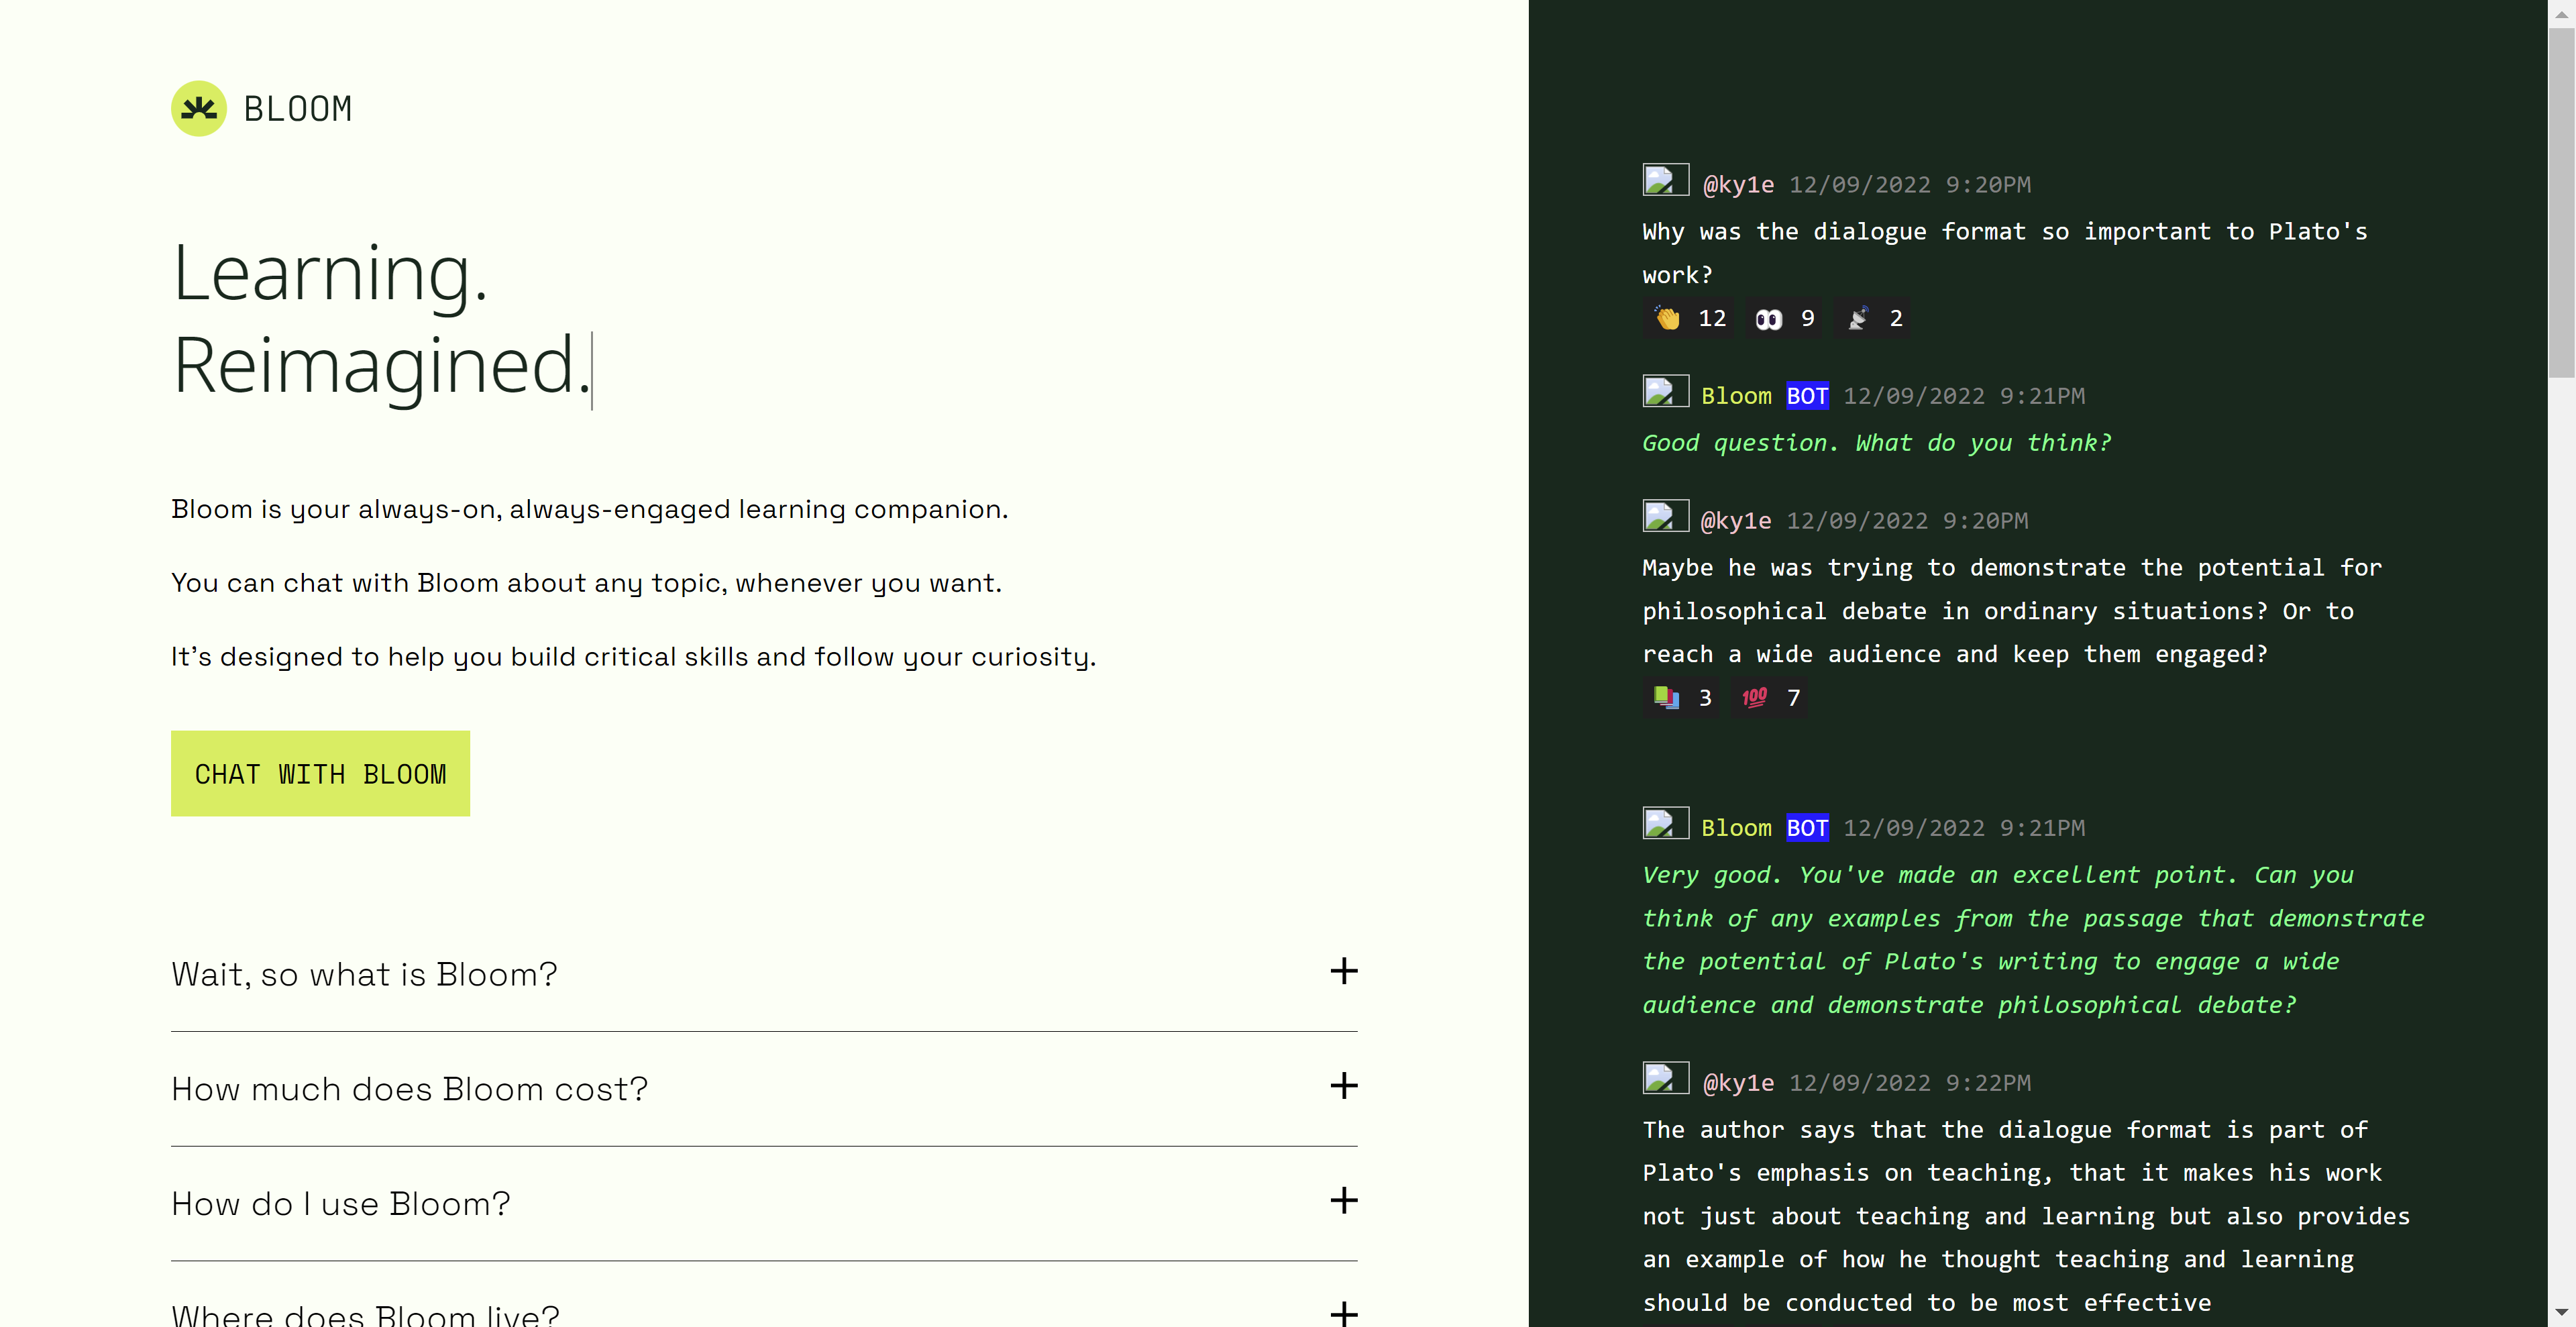 BLOOM
Learning.
Reimagined.
Bloom is your always-on, always-engaged learning companion.
You can chat with Bloom about any topic, whenever you want.
It’s designed to help you build critical skills and follow your curiosity.
CHAT WITH BLOOM
Wait, so what is Bloom?
How much does Bloom cost?
How do I use Bloom?
Where does Bloom live?
@ky1e 12/09/2022 9:20PM
Why was the dialogue format so important to Plato's
work?
👏 12 👀 9 📡 2
Bloom BOT 12/09/2022 9:21PM
Good question. What do you think?
@ky1e 12/09/2022 9:20PM
Maybe he was trying to demonstrate the potential for
philosophical debate in ordinary situations? Or to
reach a wide audience and keep them engaged?
📚 3 💯 7
Bloom BOT 12/09/2022 9:21PM
Very good. You've made an excellent point. Can you
think of any examples from the passage that demonstrate
the potential of Plato's writing to engage a wide
audience and demonstrate philosophical debate?
@ky1e 12/09/2022 9:22PM
The author says that the dialogue format is part of
Plato's emphasis on teaching, that it makes his work
not just about teaching and learning but also provides
an example of how he thought teaching and learning
should be conducted to be most effective